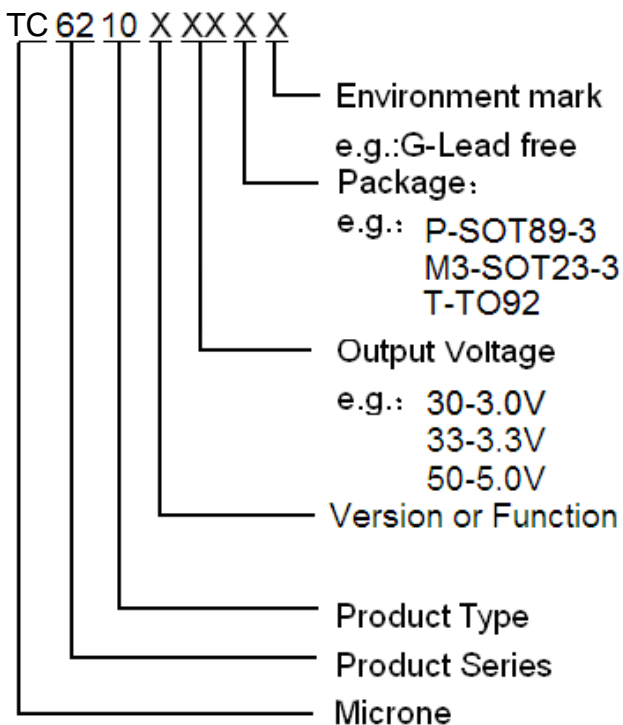 TC 62 10 X XX X X
Environment mark
e.g.:G-Lead free
Package：
e.g.： P-SOT89-3
M3-SOT23-3
T-TO92
Output Voltage
e.g.： 30-3.0V
33-3.3V
50-5.0V
Version or Function
Product Type
Product Series
Microne